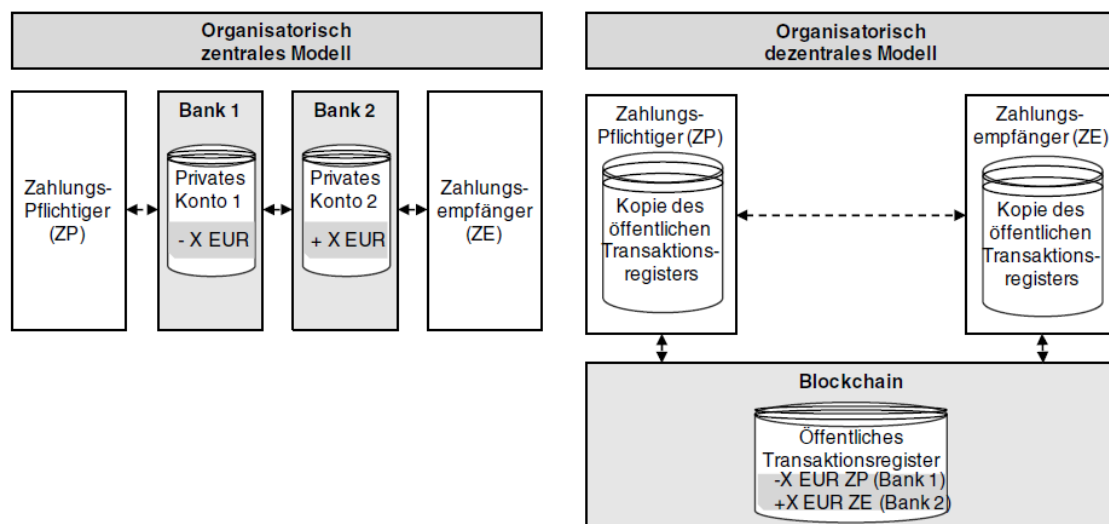 Organisatorisch
zentrales Modell
Zahlungs-
Pflichtiger
(ZP)
Bank 1
Privates
Konto 1
- X EUR
Bank 2
Privates
Konto 2
+ X EUR
Zahlungs-
empfänger
(ZE)
Organisatorisch
dezentrales Modell
Zahlungs-
Pflichtiger (ZP)
Kopie des
öffentlichen
Transaktions-
registers
Zahlungs-
empfänger (ZE)
Kopie des
öffentlichen
Transaktions-
registers
Blockchain
Öffentliches
Transaktionsregister
-X EUR ZP (Bank 1)
+X EUR ZE (Bank 2)